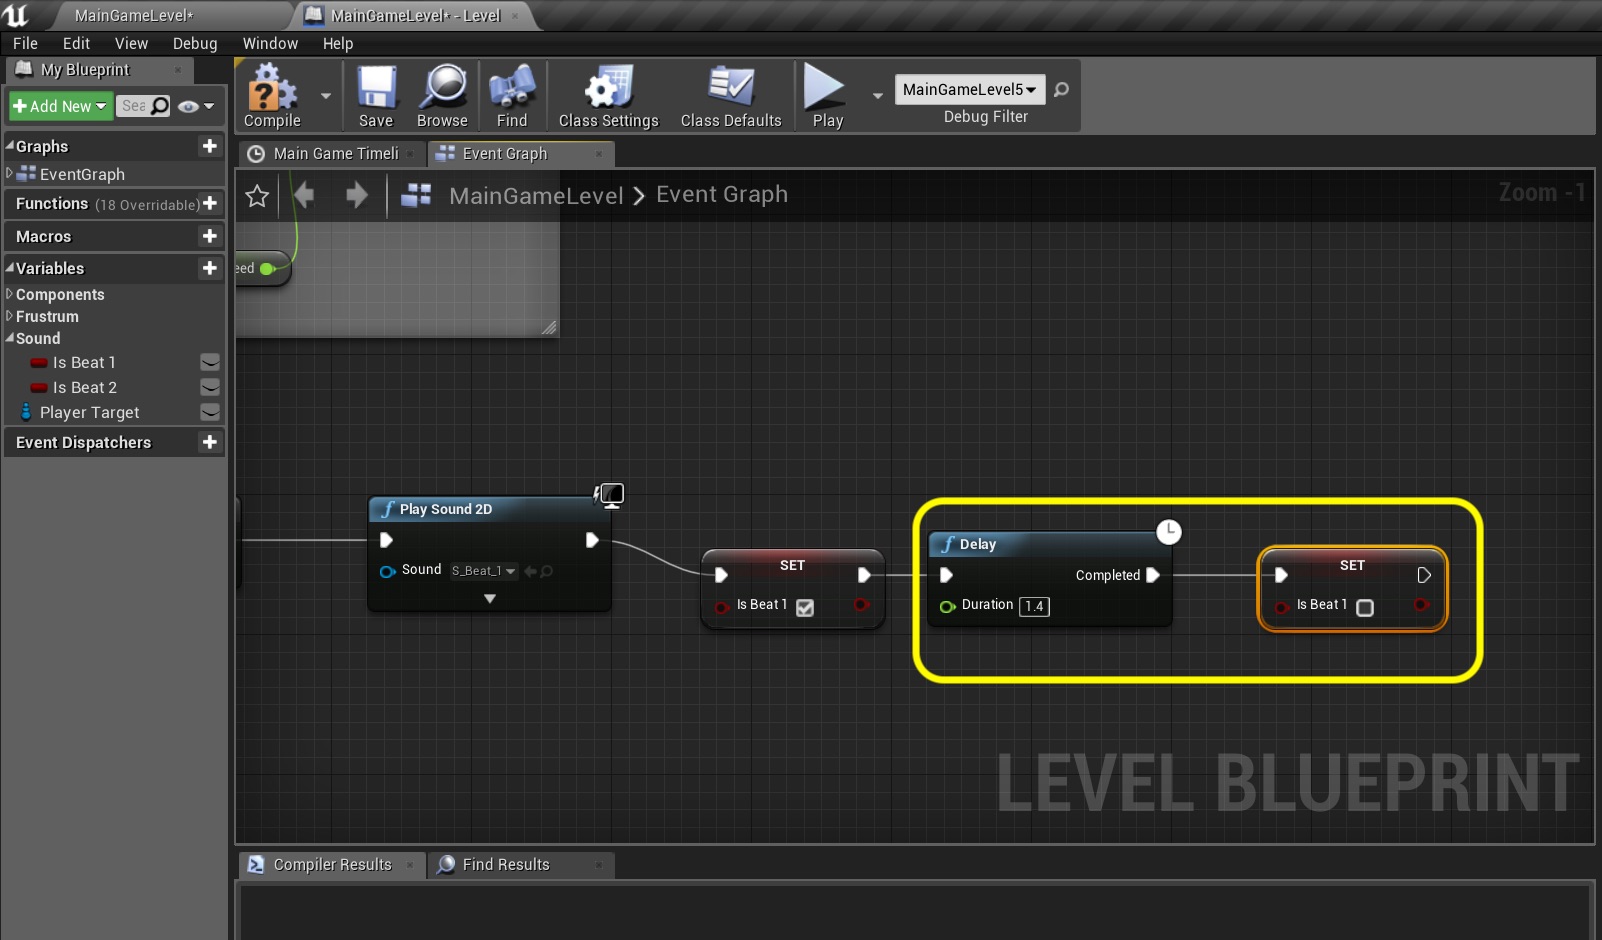 MainGameLevel*
MainGameLevel* - Level
File Edit View Debug Window Help
My Blueprint
Add New
Sea
Compile
Save
Browse
Find
Class Settings
Class Defaults
Play
MainGameLevel5
Debug Filter
Graphs
EventGraph
Functions (18 Overridable)
Macros
Variables
Components
Frustrum
Sound
Is Beat 1
Is Beat 2
Player Target
Event Dispatchers
Main Game Timeli
Event Graph
MainGameLevel > Event Graph
Zoom -1
eed
f Play Sound 2D
Sound S_Beat_1
SET
Is Beat 1
f Delay
Completed
Duration 1.4
SET
Is Beat 1
LEVEL BLUEPRINT
Compiler Results
Find Results